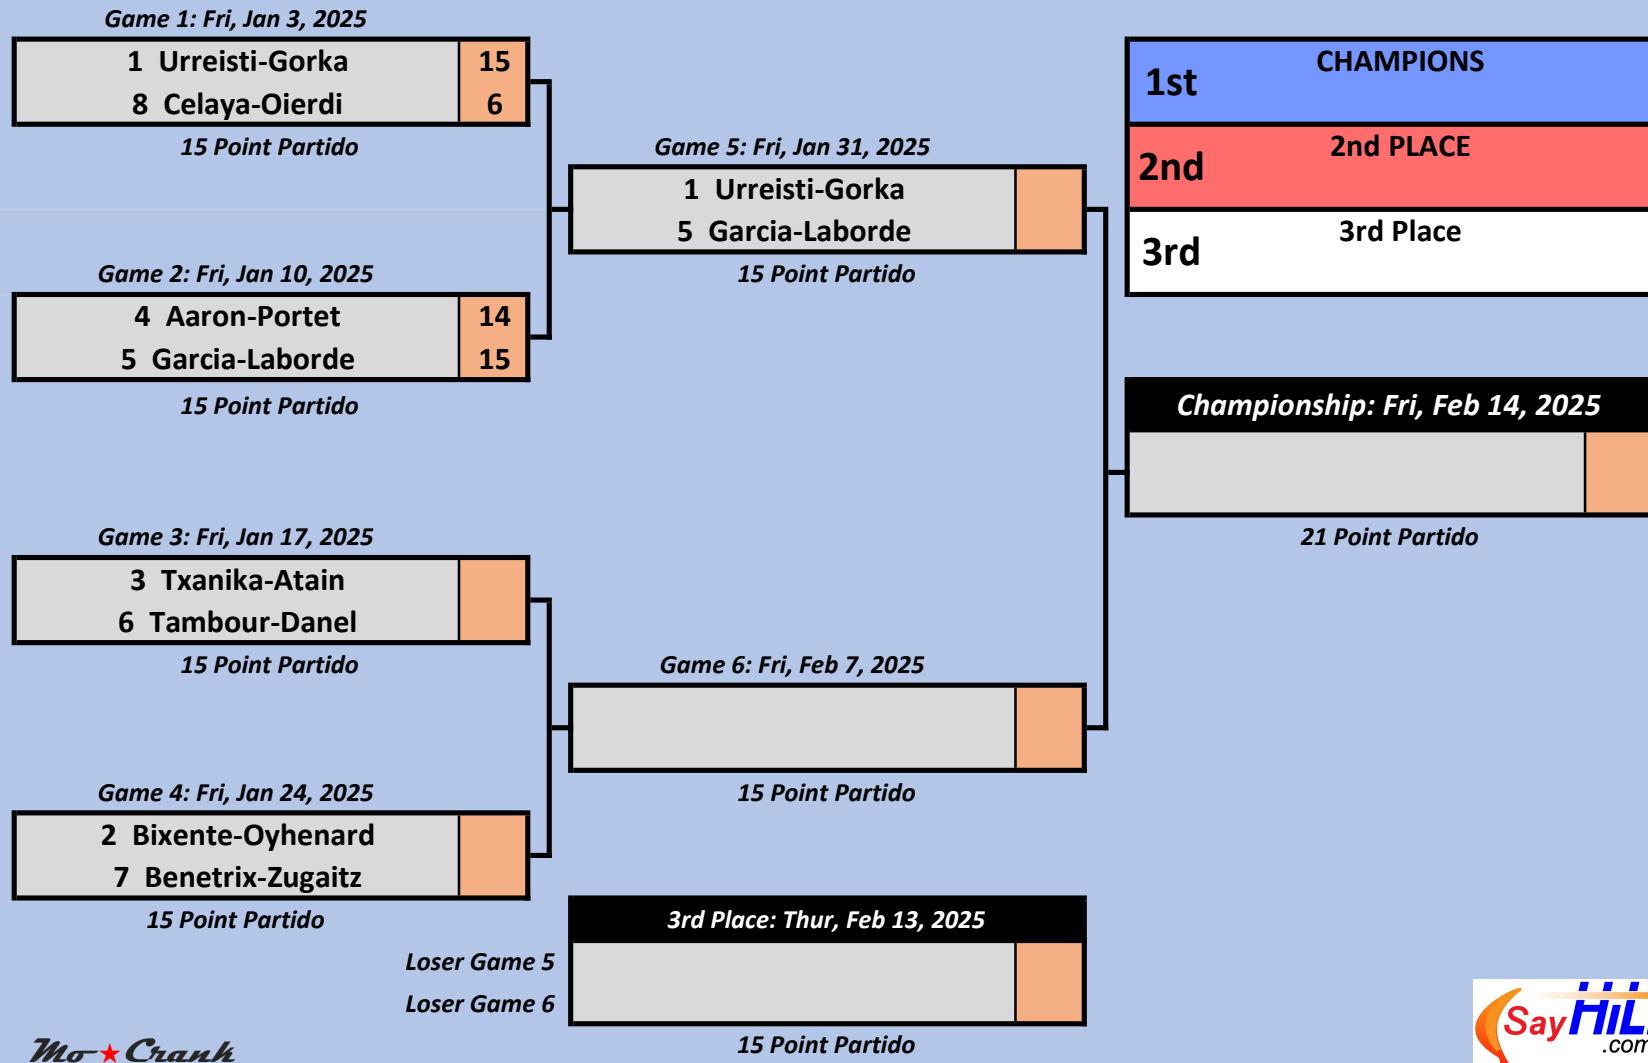 Game 1: Fri, Jan 3, 2025
1 Urreisti-Gorka 15
8 Celaya-Oierdi 6
15 Point Partido
Game 2: Fri, Jan 10, 2025
4 Aaron-Portet 14
5 Garcia-Laborde 15
15 Point Partido
Game 3: Fri, Jan 17, 2025
3 Txanika-Atain
6 Tambour-Danel
15 Point Partido
Game 4: Fri, Jan 24, 2025
2 Bixente-Oyhenard
7 Benetrix-Zugaitz
15 Point Partido
Game 5: Fri, Jan 31, 2025
1 Urreisti-Gorka
5 Garcia-Laborde
15 Point Partido
Game 6: Fri, Feb 7, 2025
15 Point Partido
3rd Place: Thur, Feb 13, 2025
Loser Game 5
Loser Game 6
15 Point Partido
1st CHAMPIONS
2nd 2nd PLACE
3rd 3rd Place
Championship: Fri, Feb 14, 2025
21 Point Partido
Mo Crank
Say
.com